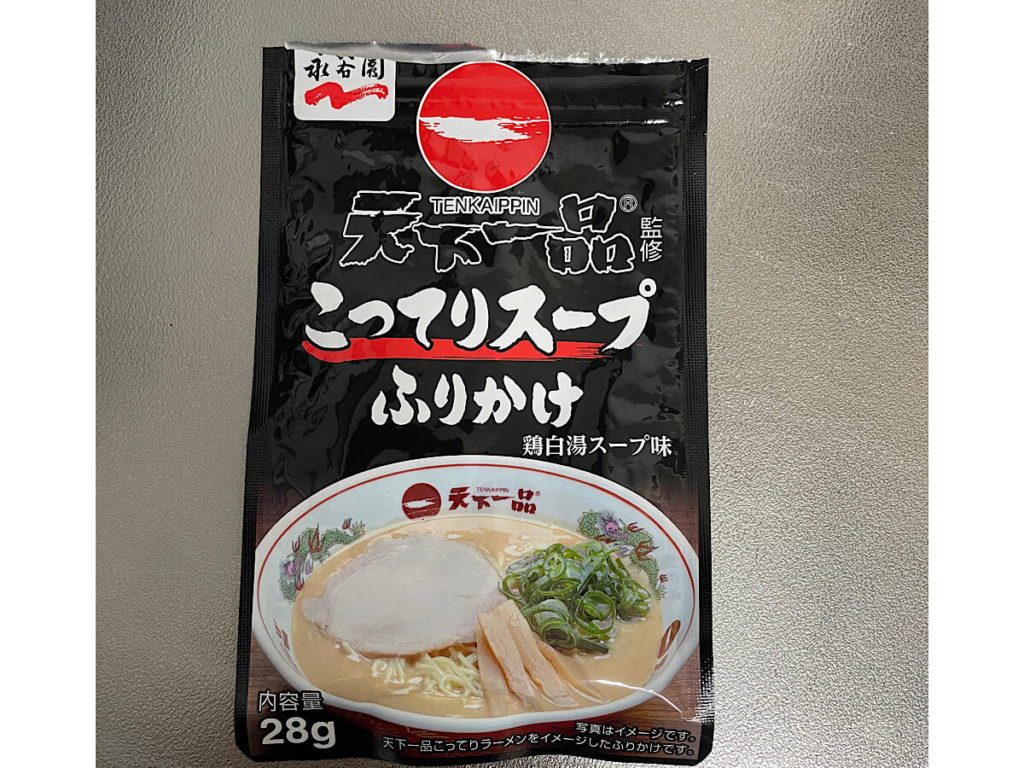 永谷園
TENKAIPPIN
天下一品®
監修
こってりスープ
ふりかけ
鶏白湯スープ味
TENKAIPPIN
天下一品®
内容量
28g
写真はイメージです。
天下一品こってりラーメンをイメージしたふりかけです。